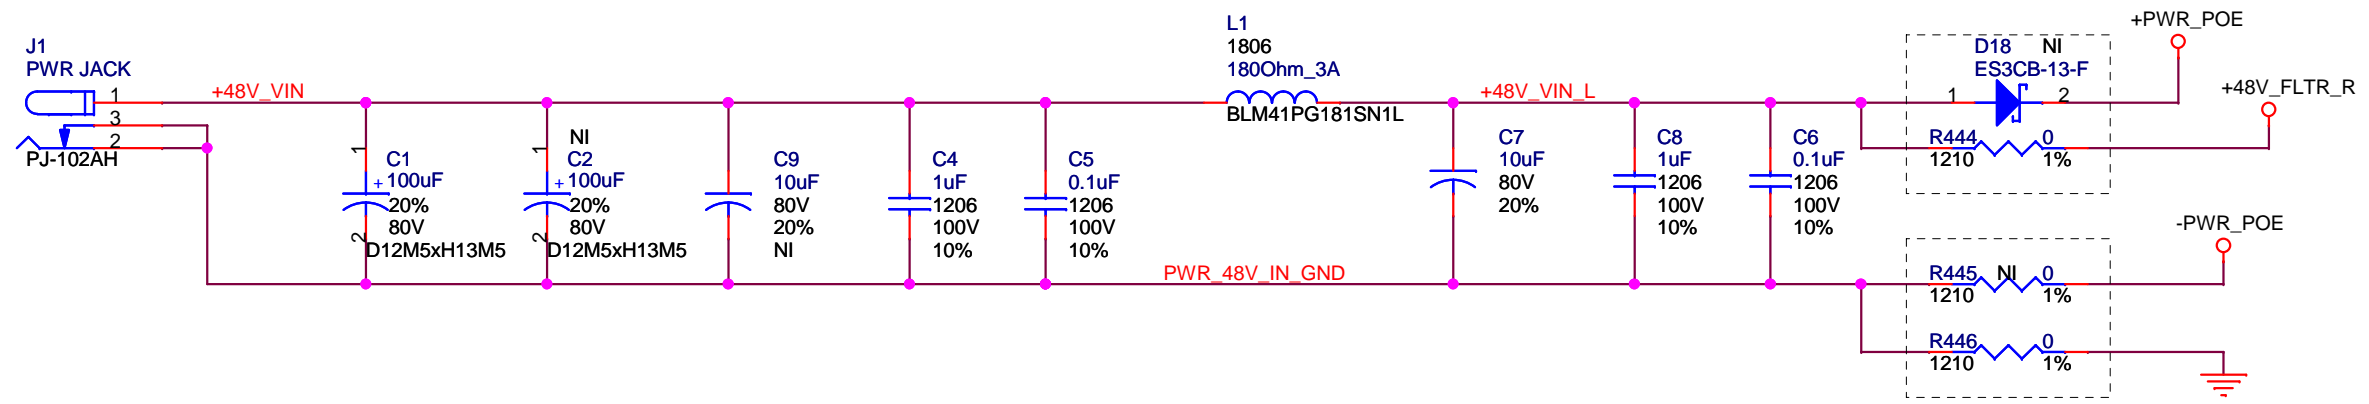 J1
PWR JACK
1
3
2
PJ-102AH
+48V_VIN
1
C1
+ 100uF
20%
80V
2
D12M5xH13M5
NI
1
C2
+ 100uF
20%
80V
2
D12M5xH13M5
C9
10uF
80V
20%
NI
C4
1uF
1206
100V
10%
C5
0.1uF
1206
100V
10%
L1
1806
180Ohm_3A
BLM41PG181SN1L
PWR_48V_IN_GND
+48V_VIN_L
C7
10uF
80V
20%
C8
1uF
1206
100V
10%
C6
0.1uF
1206
100V
10%
D18 NI
ES3CB-13-F
1 2
R444 0
1210 1%
+PWR_POE
+48V_FLTR_R
-PWR_POE
R445 NI 0
1210 1%
R446 0
1210 1%